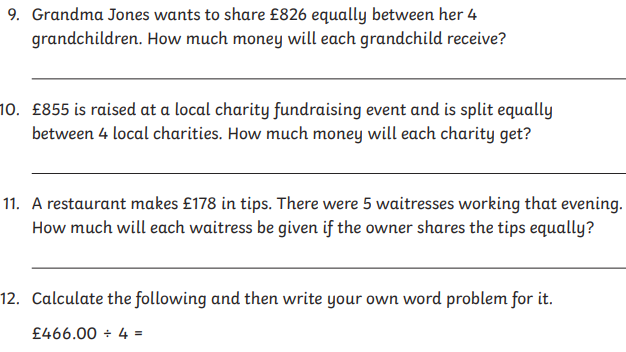 9. Grandma Jones wants to share £826 equally between her 4
grandchildren. How much money will each grandchild receive?
10. £855 is raised at a local charity fundraising event and is split equally
between 4 local charities. How much money will each charity get?
11. A restaurant makes £178 in tips. There were 5 waitresses working that evening.
How much will each waitress be given if the owner shares the tips equally?
12. Calculate the following and then write your own word problem for it.
£466.00 ÷ 4 =